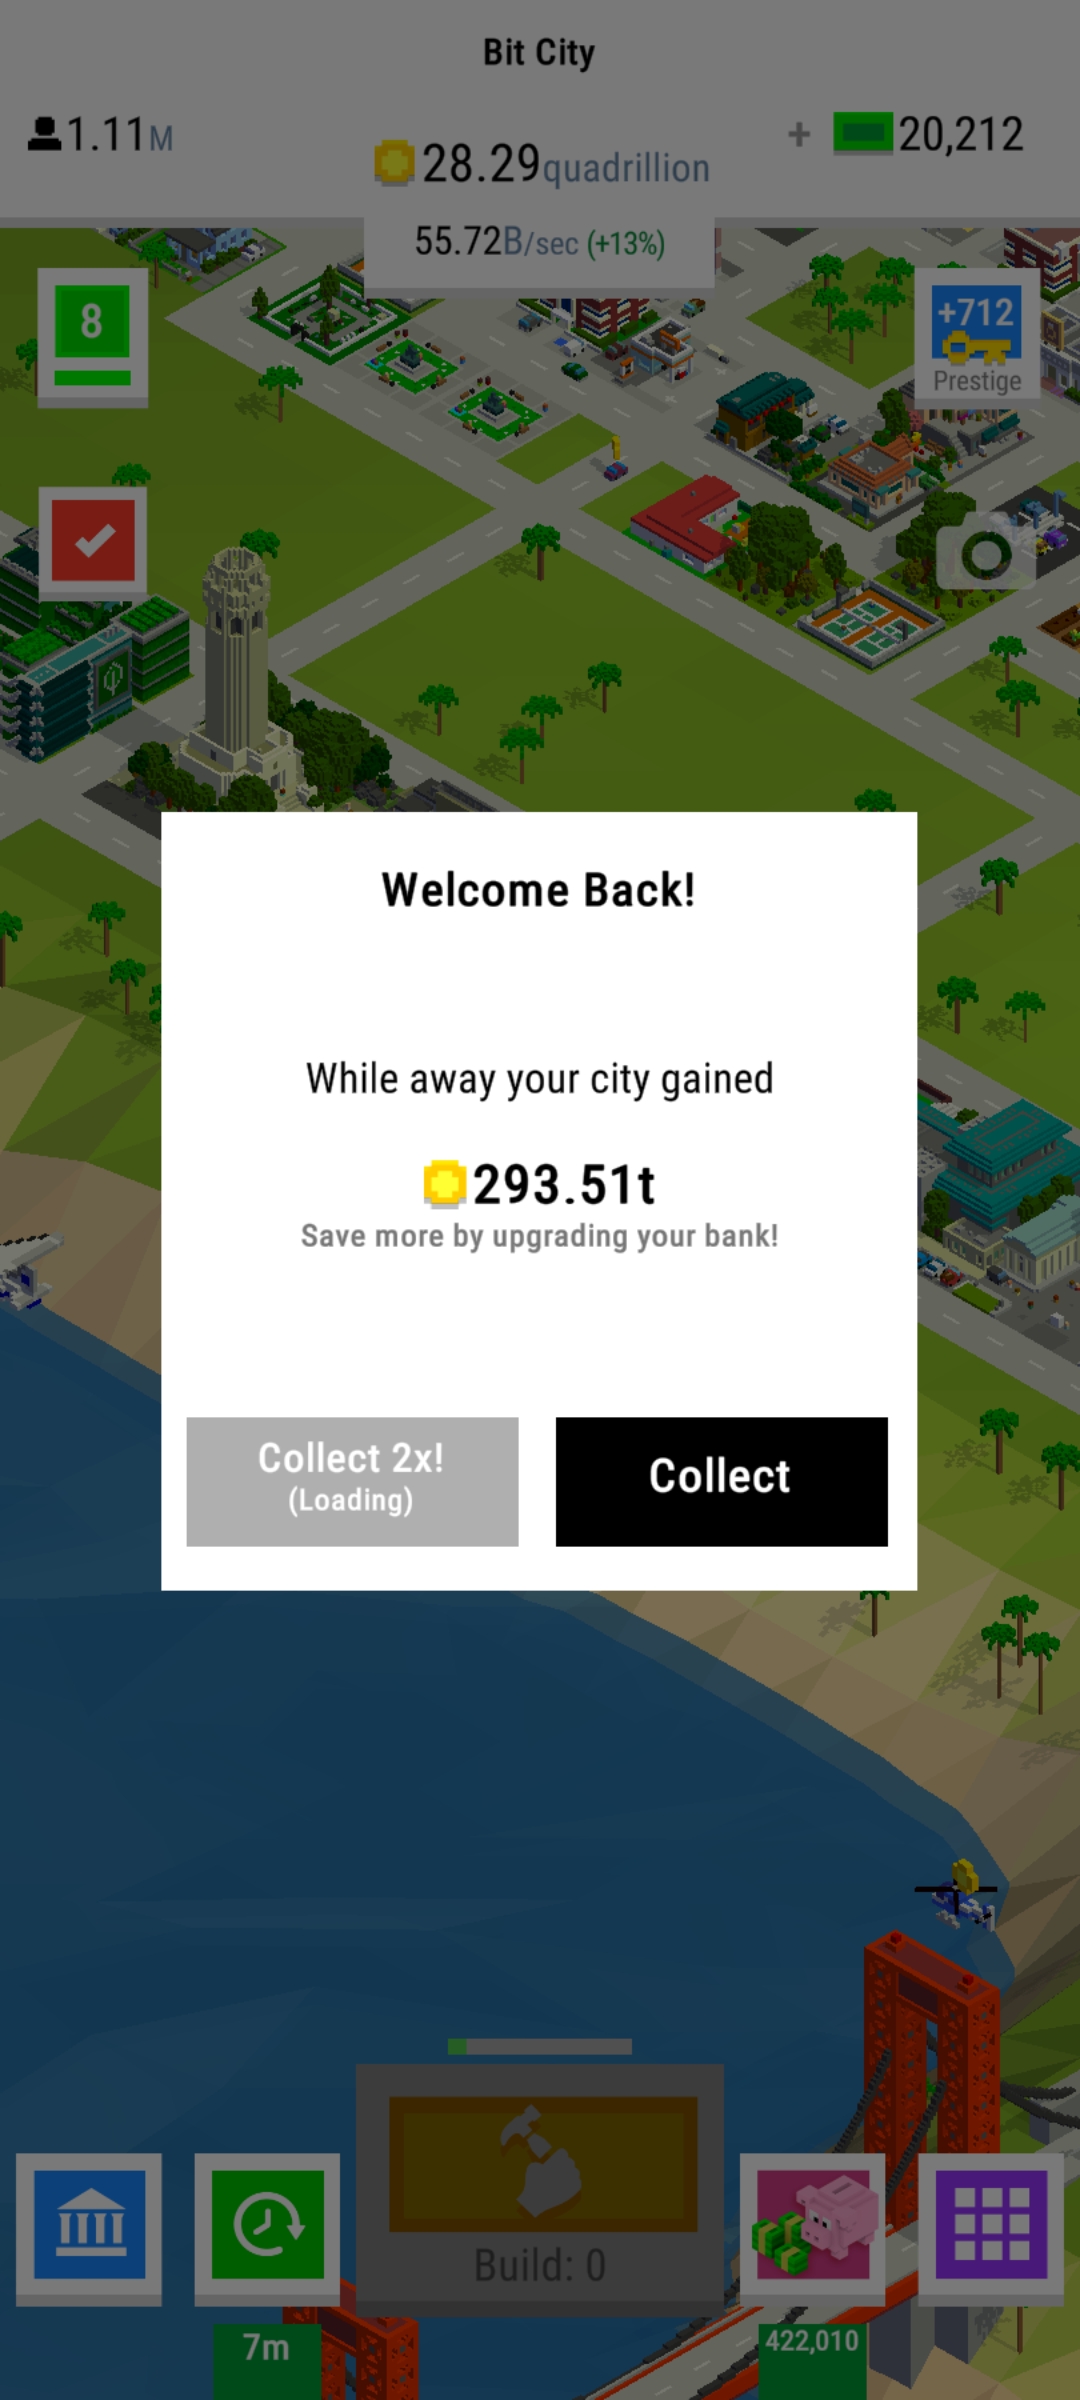 Bit City
1.11M
28.29quadrillion
+ 20,212
55.72B/sec (+13%)
8
+712
Prestige
Welcome Back!
While away your city gained
293.51t
Save more by upgrading your bank!
Collect 2x!
(Loading)
Collect
Build: 0
7m
422,010